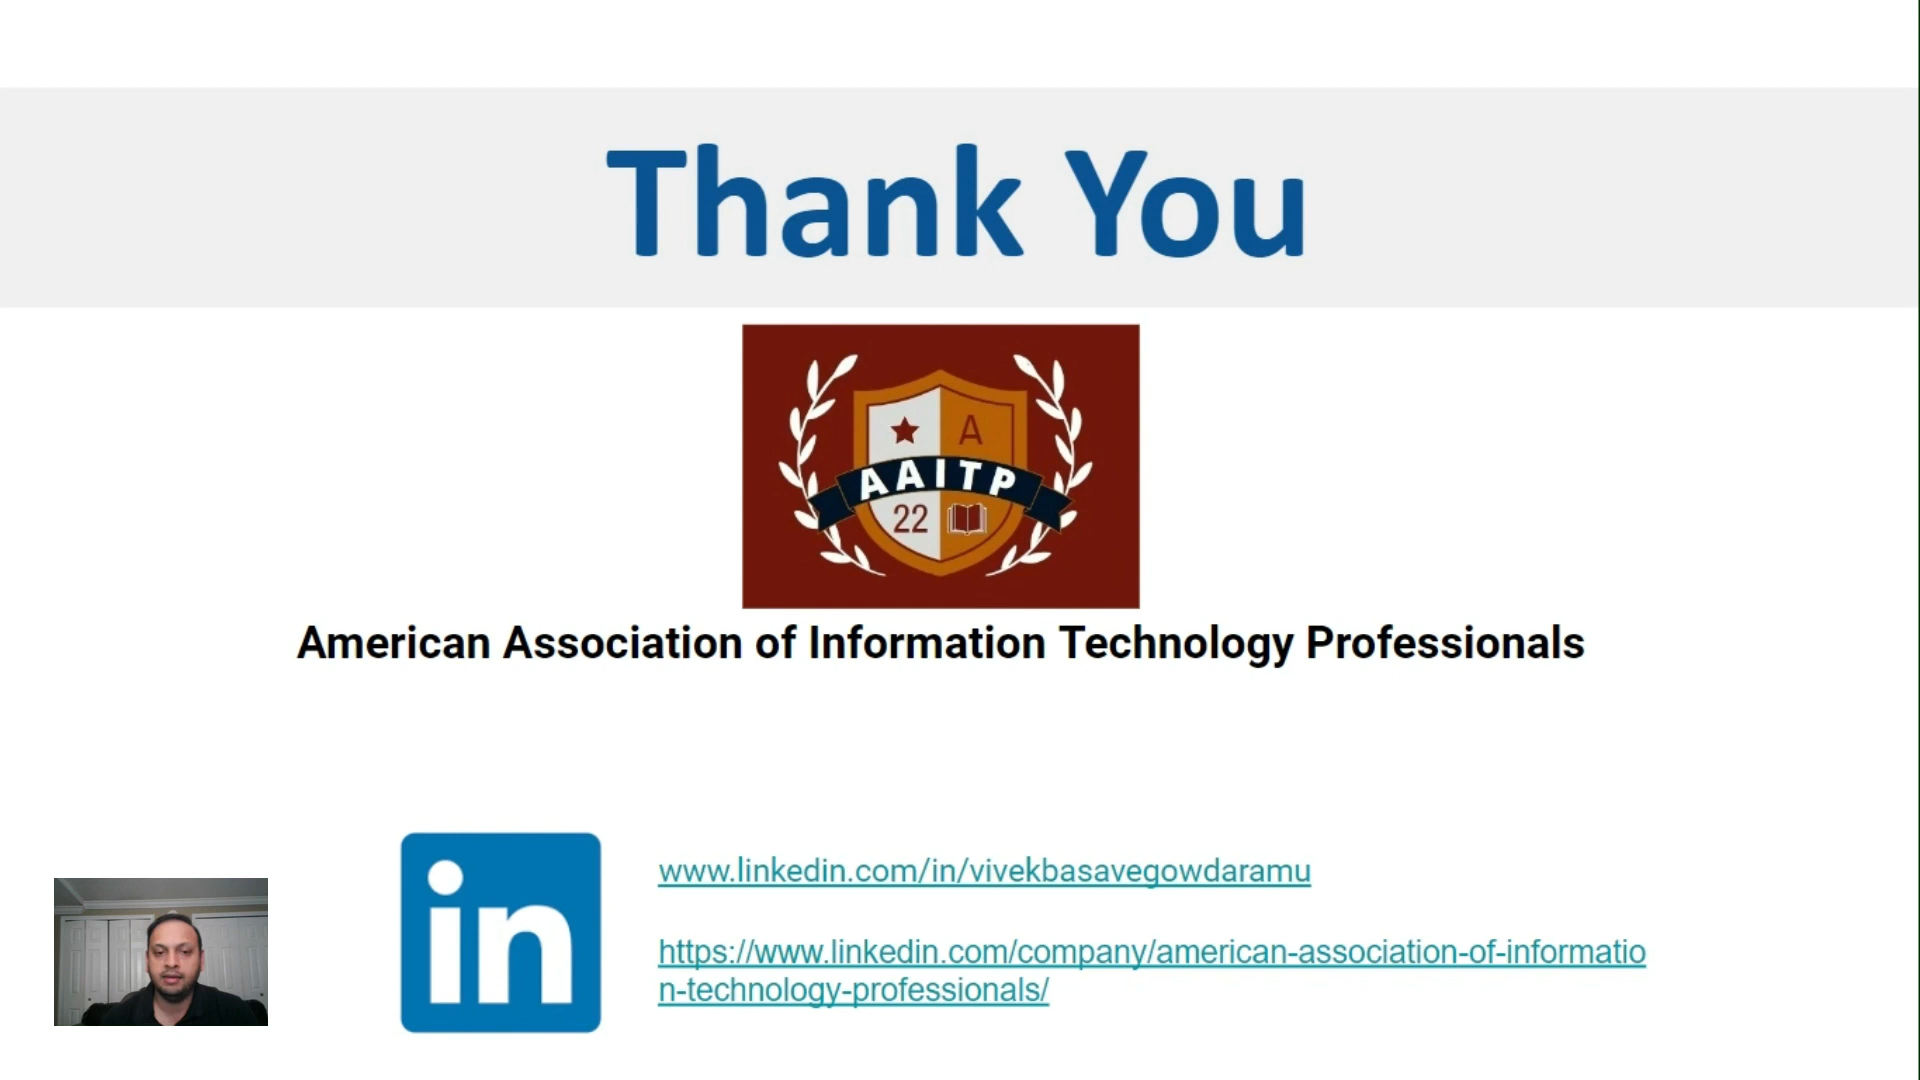 Thank You
A
AAITP
22
American Association of Information Technology Professionals
in
www.linkedin.com/in/vivekbasavegowdaramu
https://www.linkedin.com/company/american-association-of-informatio
n-technology-professionals/